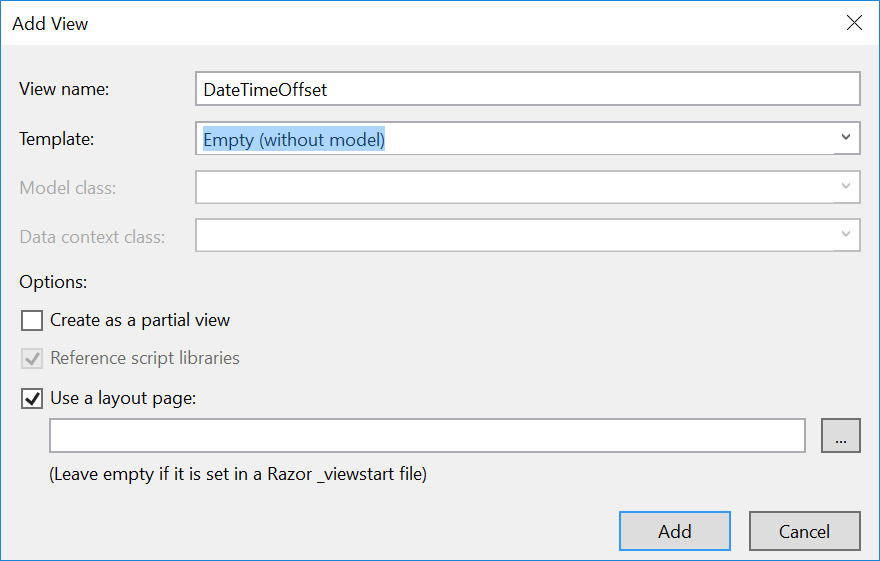 Add View
View name: DateTimeOffset
Template: Empty (without model)
Model class:
Data context class:
Options:
Create as a partial view
Reference script libraries
Use a layout page:
...
(Leave empty if it is set in a Razor _viewstart file)
Add Cancel